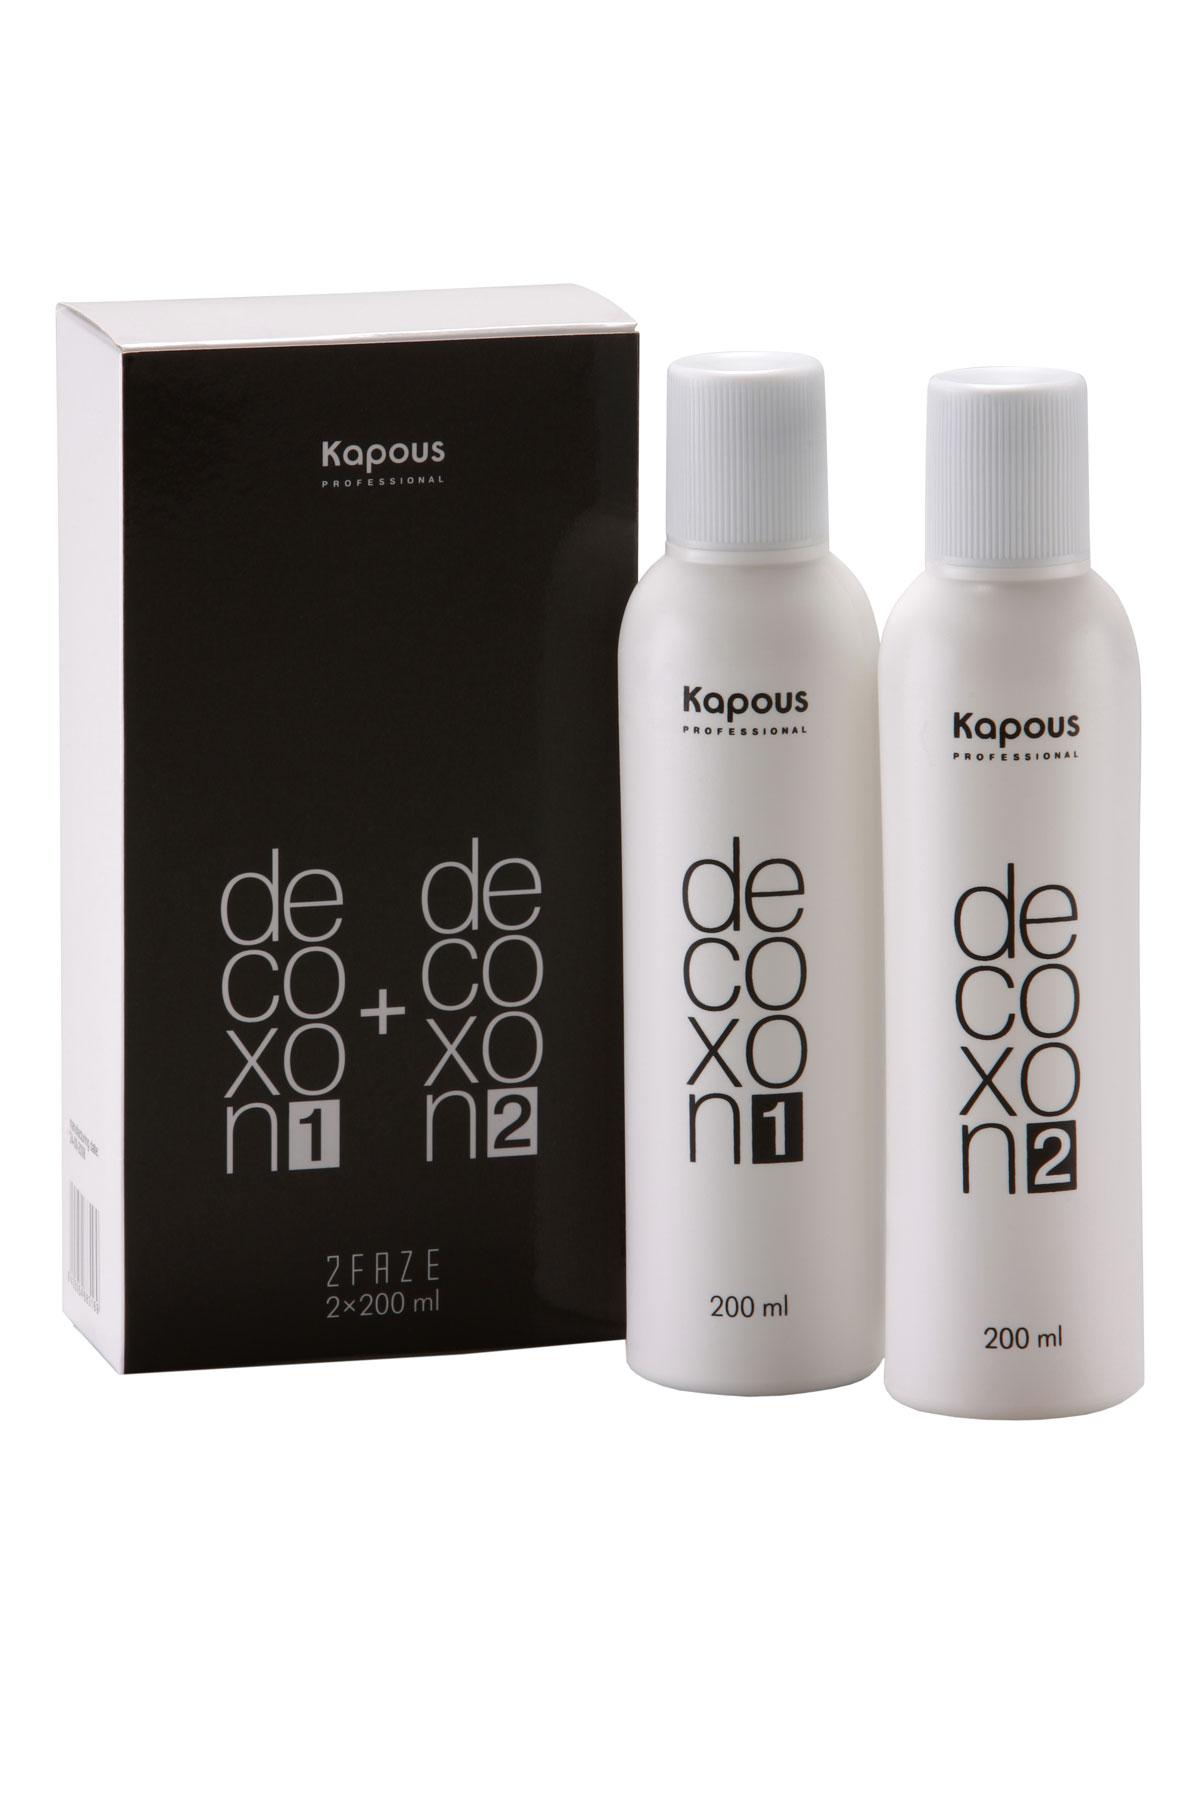 Kapous
PROFESSIONAL
de
co
xo
n1
+
de
co
xo
n2
2FAZE
2×200 ml
Kapous
PROFESSIONAL
de
co
xo
n1
200 ml
Kapous
PROFESSIONAL
de
co
xo
n2
200 ml